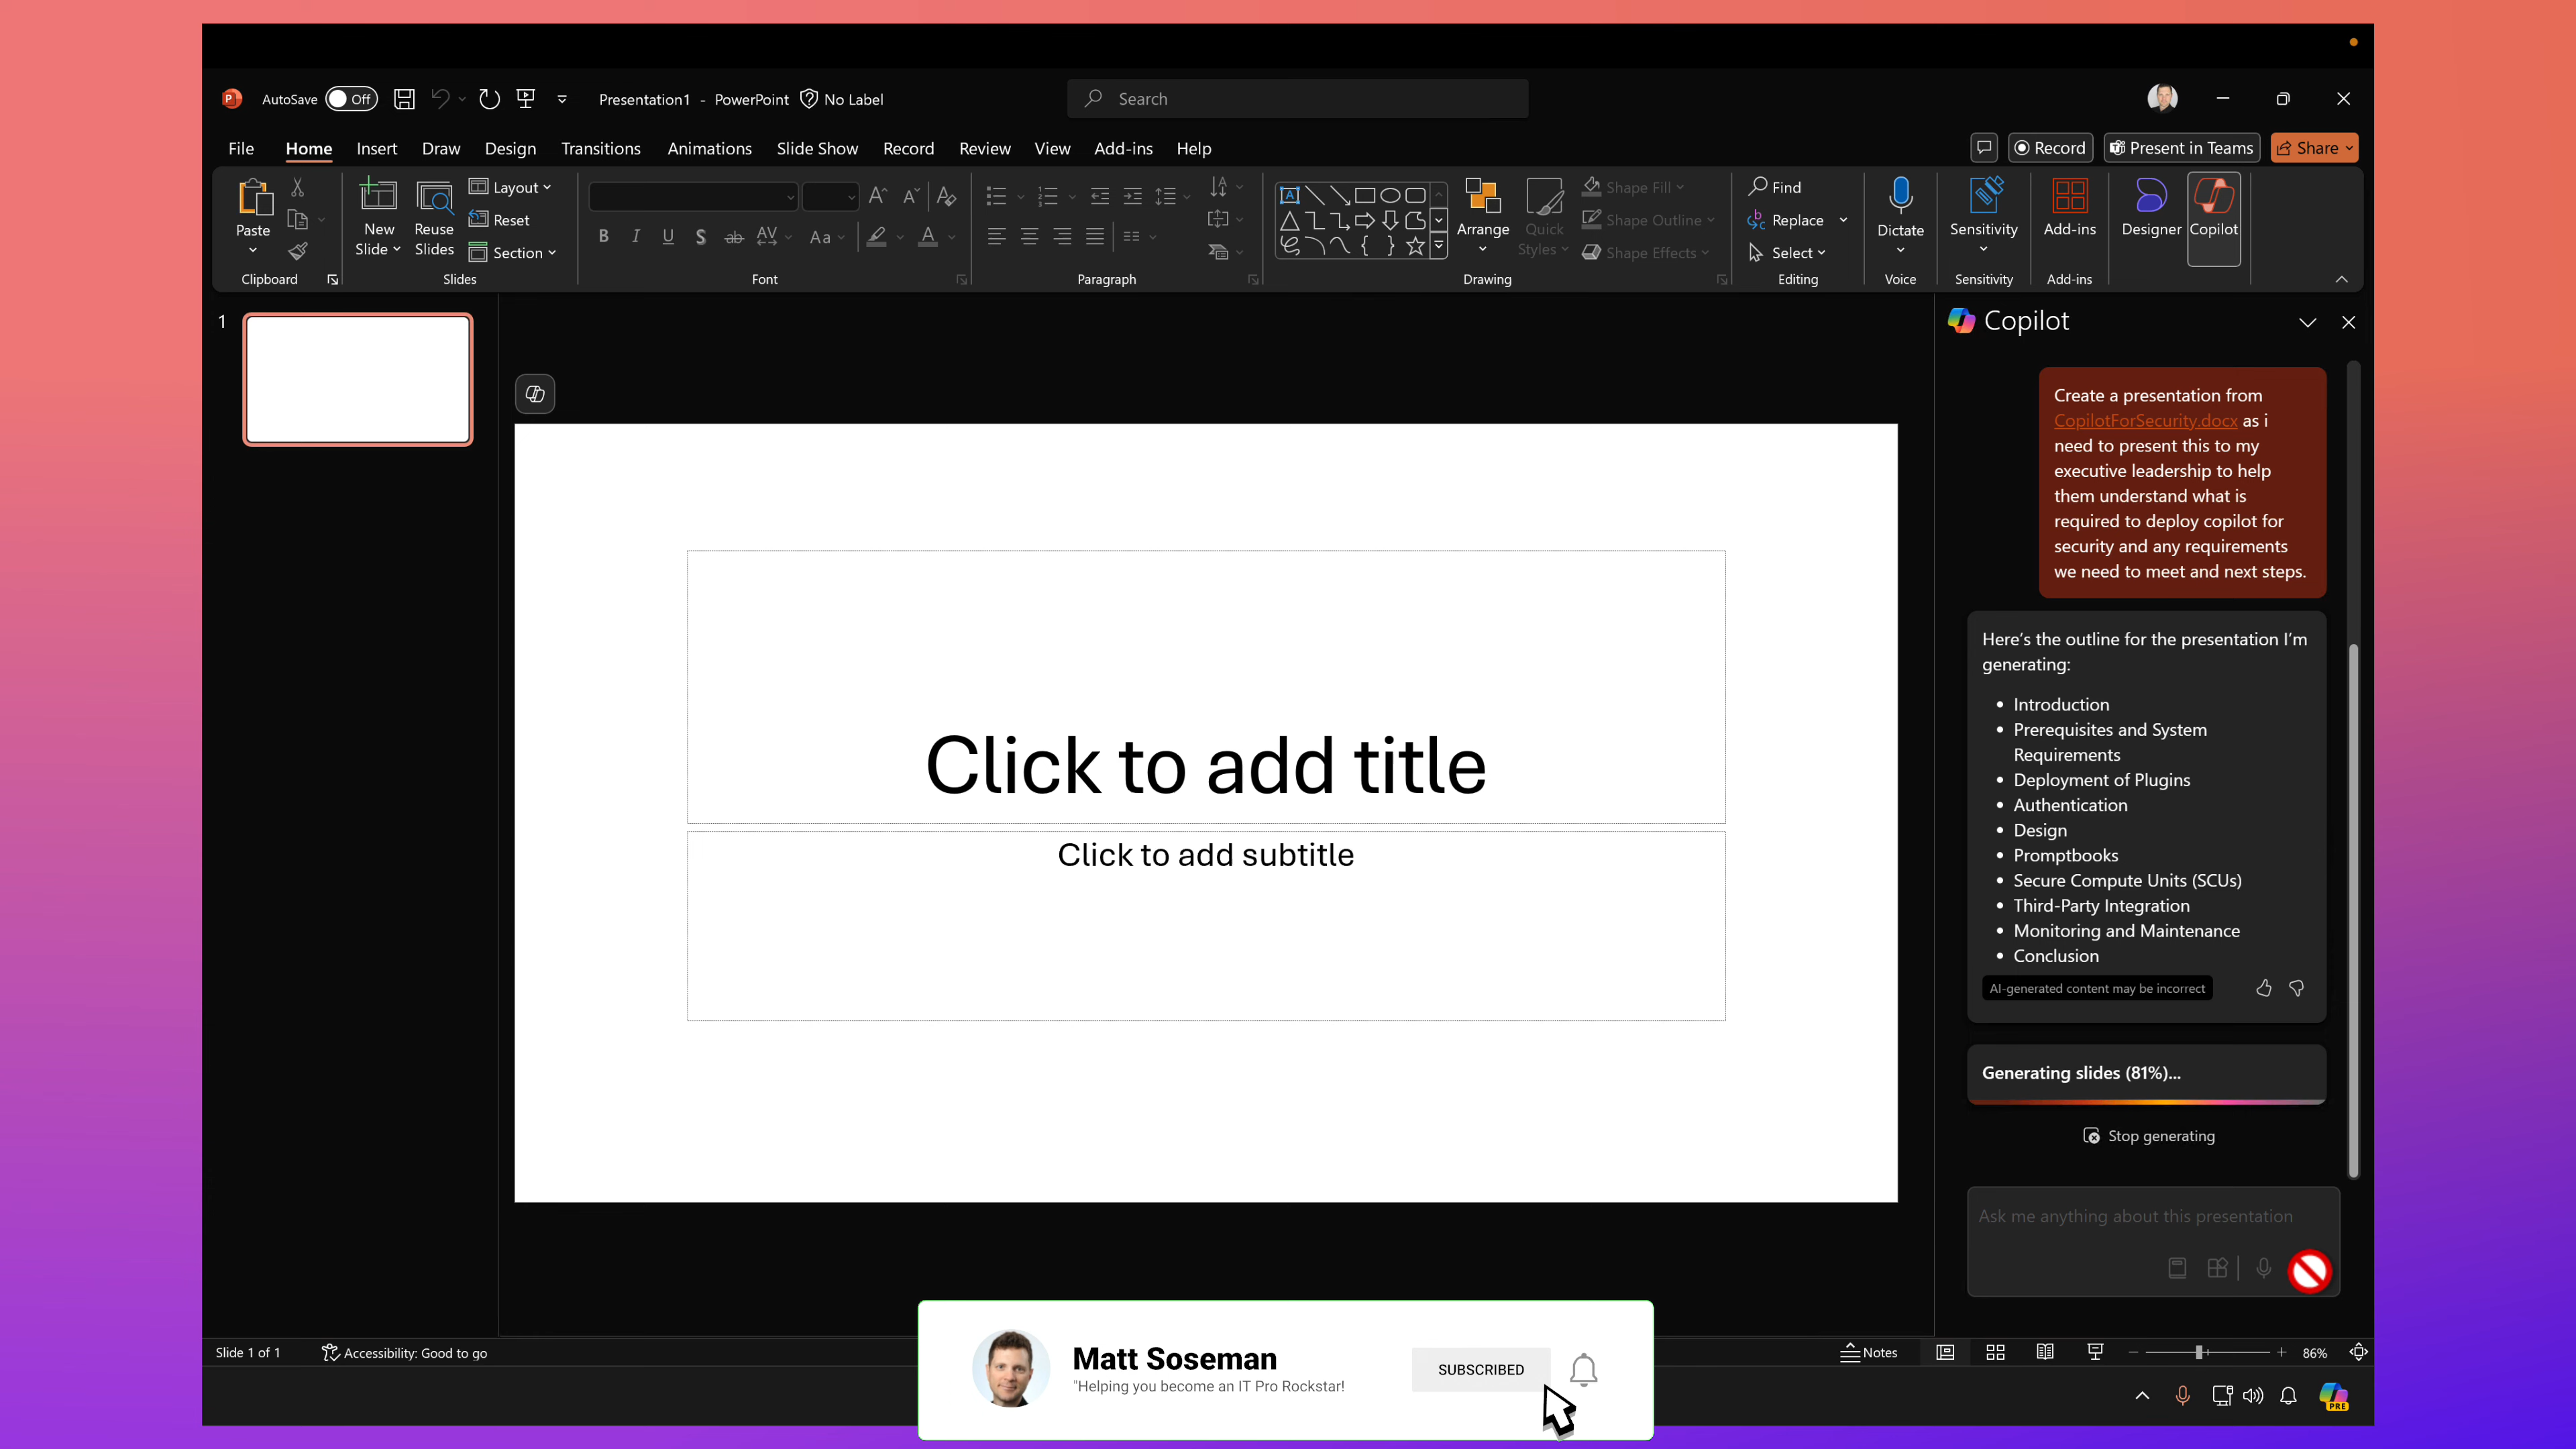 AutoSave Off Presentation1 - PowerPoint No Label Search
File Home Insert Draw Design Transitions Animations Slide Show Record Review View Add-ins Help Record Present in Teams Share
Paste
New
Slide
Reuse
Slides
Layout
Reset
Section
B I U S ab AV Aa A
Arrange
Quick
Styles
Shape Fill
Shape Outline
Shape Effects
Find
Replace
Select
Dictate
Sensitivity
Add-ins
Designer
Copilot
Clipboard Slides Font Paragraph Drawing Editing Voice Sensitivity Add-ins
1
Click to add title
Click to add subtitle
Copilot
Create a presentation from
CopilotForSecurity.docx as i
need to present this to my
executive leadership to help
them understand what is
required to deploy copilot for
security and any requirements
we need to meet and next steps.
Here's the outline for the presentation I'm
generating:
• Introduction
• Prerequisites and System
Requirements
• Deployment of Plugins
• Authentication
• Design
• Promptbooks
• Secure Compute Units (SCUs)
• Third-Party Integration
• Monitoring and Maintenance
• Conclusion
AI-generated content may be incorrect
Generating slides (81%)...
Stop generating
Ask me anything about this presentation
Slide 1 of 1 Accessibility: Good to go Notes 86%
Matt Soseman
"Helping you become an IT Pro Rockstar!
SUBSCRIBED
PRE